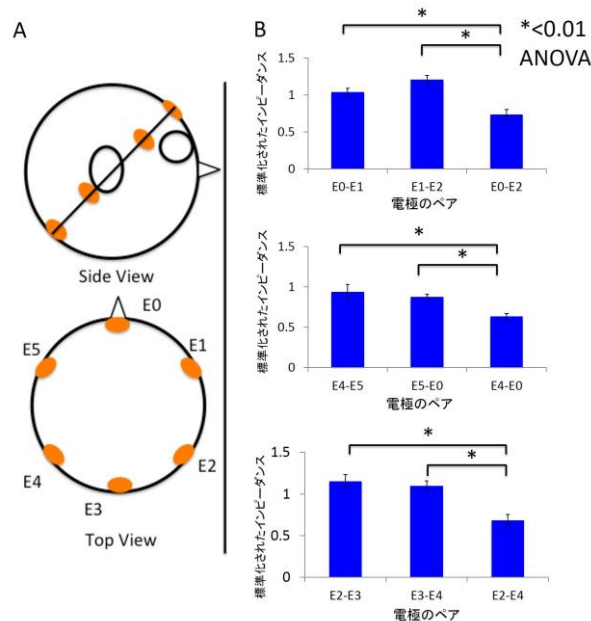 A
Side View
E0
E5
E1
E4
E2
E3
Top View
B
*<0.01
ANOVA
*
*
標準化されたインピーダンス
1.5
1
0.5
0
E0-E1
E1-E2
E0-E2
電極のペア
*
*
標準化されたインピーダンス
1.5
1
0.5
0
E4-E5
E5-E0
E4-E0
電極のペア
*
*
標準化されたインピーダンス
1.5
1
0.5
0
E2-E3
E3-E4
E2-E4
電極のペア